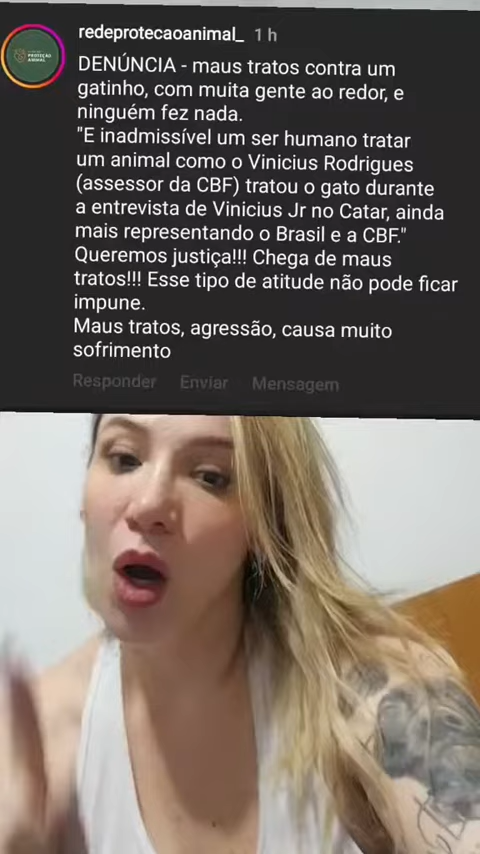 redeprotecaoanimal_ 1 h
DENÚNCIA - maus tratos contra um
gatinho, com muita gente ao redor, e
ninguém fez nada.
"E inadmissível um ser humano tratar
um animal como o Vinicius Rodrigues
(assessor da CBF) tratou o gato durante
a entrevista de Vinicius Jr no Catar, ainda
mais representando o Brasil e a CBF."
Queremos justiça!!! Chega de maus
tratos!!! Esse tipo de atitude não pode ficar
impune.
Maus tratos, agressão, causa muito
sofrimento
Responder Enviar Mensagem
PROTEÇÃO
ANIMAL